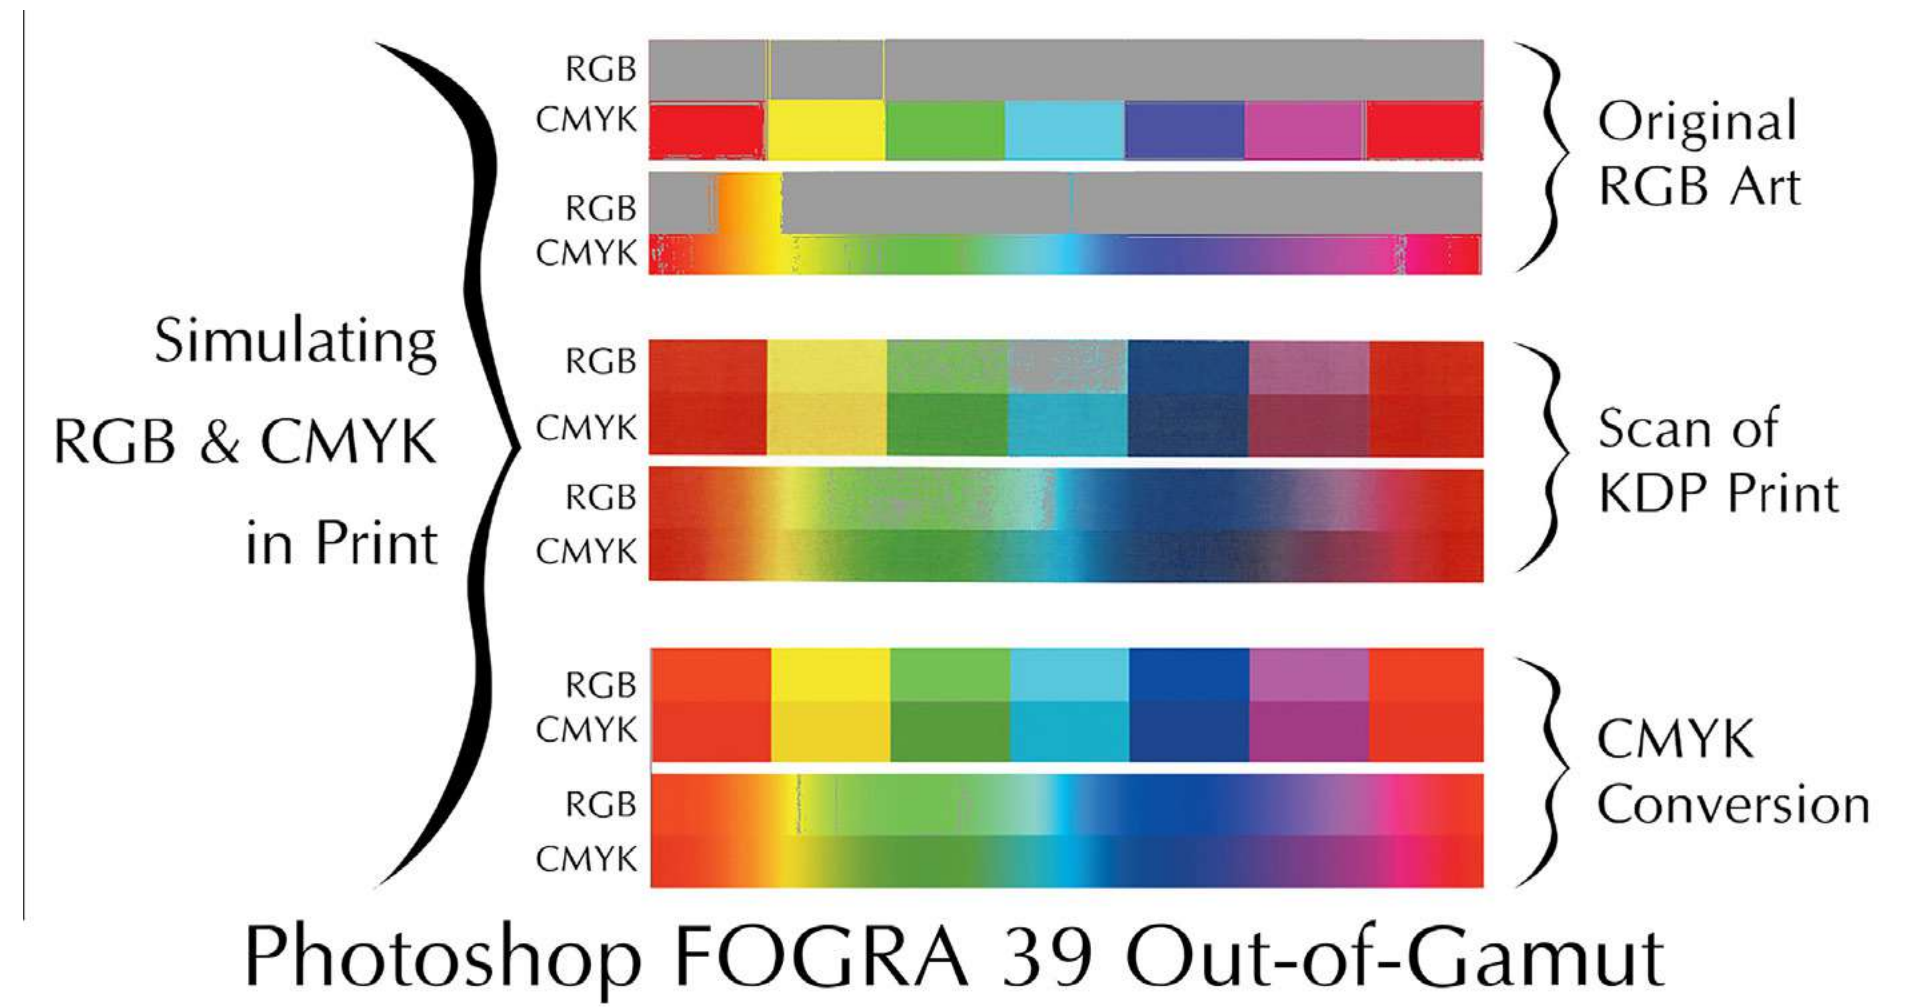 Simulating
RGB & CMYK
in Print
RGB
CMYK
RGB
CMYK
Original
RGB Art
RGB
CMYK
RGB
CMYK
Scan of
KDP Print
RGB
CMYK
RGB
CMYK
CMYK
Conversion
Photoshop FOGRA 39 Out-of-Gamut